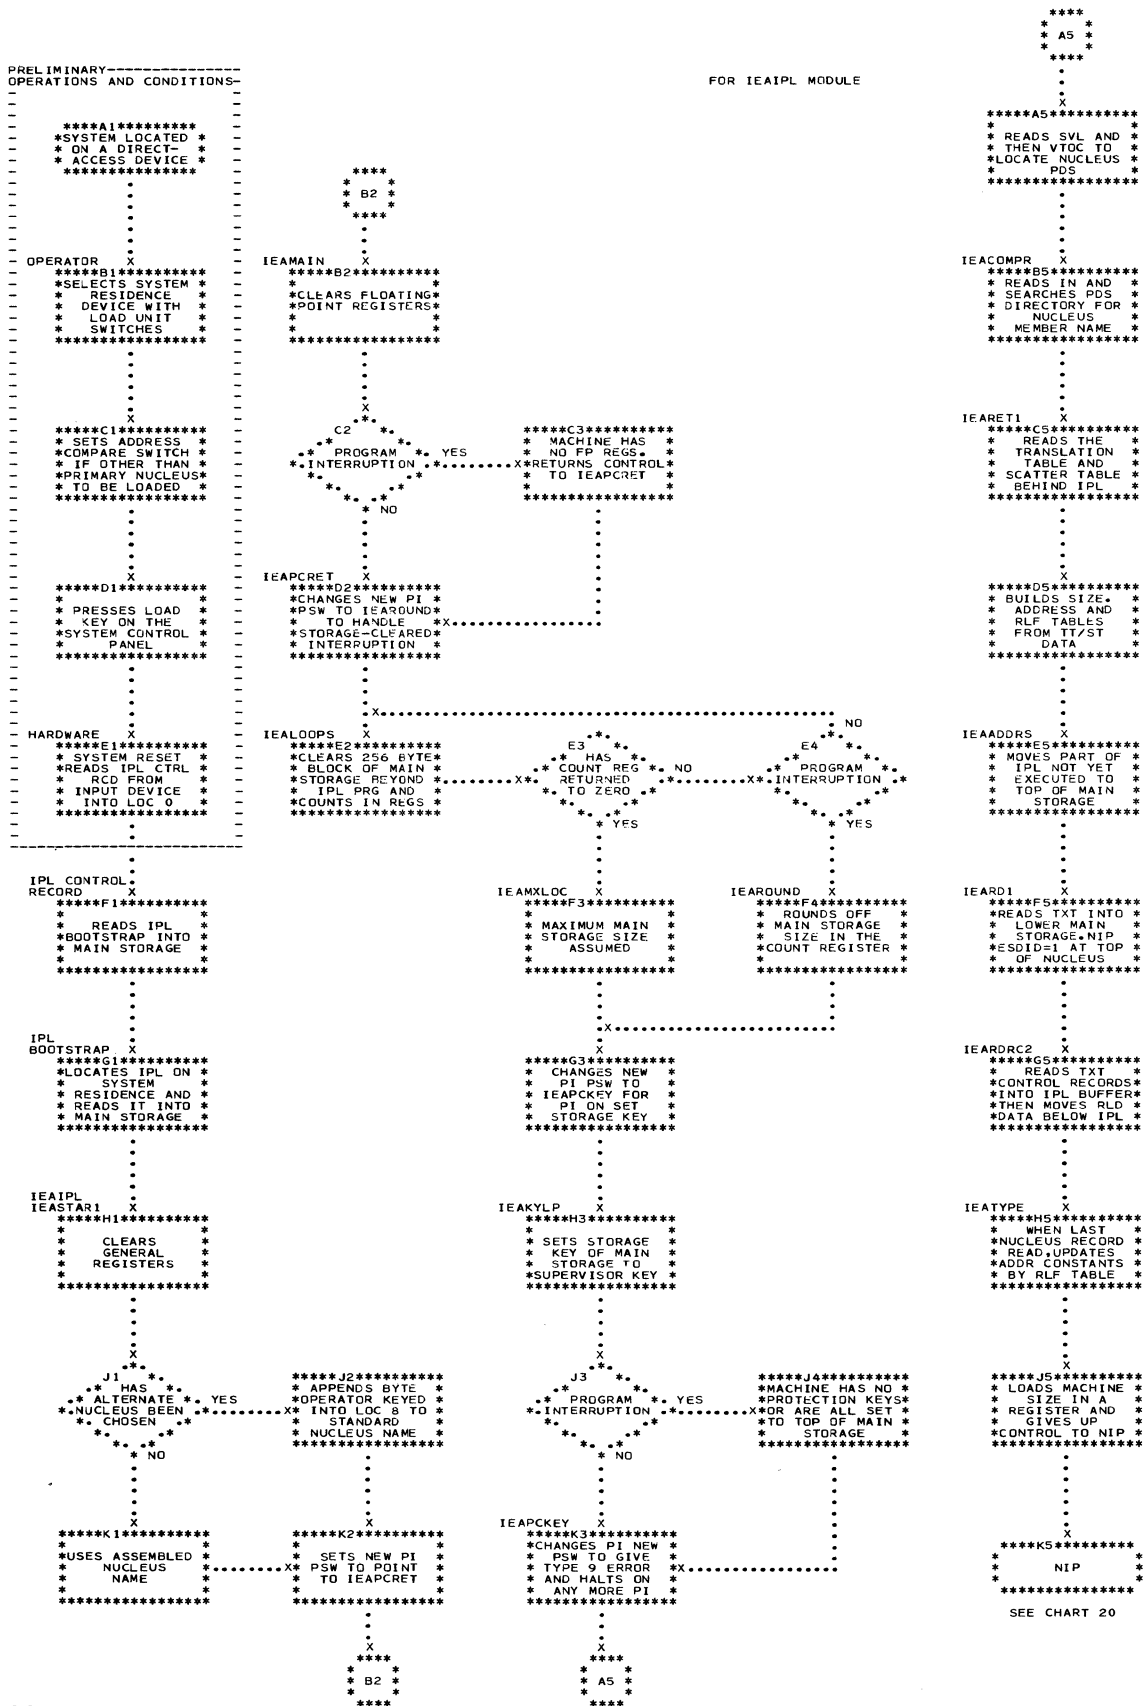 PRELIMINARY
OPERATIONS AND CONDITIONS
A1
SYSTEM LOCATED
ON A DIRECT-
ACCESS DEVICE
OPERATOR
B1
SELECTS SYSTEM
RESIDENCE
DEVICE WITH
LOAD UNIT
SWITCHES
C1
SETS ADDRESS
COMPARE SWITCH
IF OTHER THAN
PRIMARY NUCLEUS
TO BE LOADED
D1
PRESSES LOAD
KEY ON THE
SYSTEM CONTROL
PANEL
HARDWARE
E1
SYSTEM RESET
READS IPL CTRL
RCD FROM
INPUT DEVICE
INTO LOC 0
IPL CONTROL
RECORD
F1
READS IPL
BOOTSTRAP INTO
MAIN STORAGE
IPL
BOOTSTRAP
G1
LOCATES IPL ON
SYSTEM
RESIDENCE AND
READS IT INTO
MAIN STORAGE
IEAIPL
IEASTAR1
H1
CLEARS
GENERAL
REGISTERS
J1
HAS
ALTERNATE
NUCLEUS BEEN
CHOSEN
YES
NO
K1
USES ASSEMBLED
NUCLEUS
NAME
B2
IEAMAIN
B2
CLEARS FLOATING
POINT REGISTERS
C2
PROGRAM
INTERRUPTION
YES
NO
C3
MACHINE HAS
NO FP REGS.
RETURNS CONTROL
TO IEAPCRET
IEAPCRET
D2
CHANGES NEW PI
PSW TO IEAROUND
TO HANDLE
STORAGE-CLEARED
INTERRUPTION
IEALOOPS
E2
CLEARS 256 BYTE
BLOCK OF MAIN
STORAGE BEYOND
IPL PRG AND
COUNTS IN REGS
E3
HAS
COUNT REG
RETURNED
TO ZERO
NO
YES
E4
PROGRAM
INTERRUPTION
NO
YES
IEAMXLOC
F3
MAXIMUM MAIN
STORAGE SIZE
ASSUMED
IEAROUND
F4
ROUNDS OFF
MAIN STORAGE
SIZE IN THE
COUNT REGISTER
G3
CHANGES NEW
PI PSW TO
IEAPCKEY FOR
PI ON SET
STORAGE KEY
IEAKYLP
H3
SETS STORAGE
KEY OF MAIN
STORAGE TO
SUPERVISOR KEY
J2
APPENDS BYTE
OPERATOR KEYED
INTO LOC 8 TO
STANDARD
NUCLEUS NAME
J3
PROGRAM
INTERRUPTION
YES
NO
J4
MACHINE HAS NO
PROTECTION KEYS
OR ARE ALL SET
TO TOP OF MAIN
STORAGE
K2
SETS NEW PI
PSW TO POINT
TO IEAPCRET
B2
IEAPCKEY
K3
CHANGES PI NEW
PSW TO GIVE
TYPE 9 ERROR
AND HALTS ON
ANY MORE PI
A5
FOR IEAIPL MODULE
A5
A5
READS SVL AND
THEN VTOC TO
LOCATE NUCLEUS
PDS
IEACOMPR
B5
READS IN AND
SEARCHES PDS
DIRECTORY FOR
NUCLEUS
MEMBER NAME
IEARET1
C5
READS THE
TRANSLATION
TABLE AND
SCATTER TABLE
BEHIND IPL
D5
BUILDS SIZE.
ADDRESS AND
RLF TABLES
FROM TT/ST
DATA
IEAADDRS
E5
MOVES PART OF
IPL NOT YET
EXECUTED TO
TOP OF MAIN
STORAGE
IEARD1
F5
READS TXT INTO
LOWER MAIN
STORAGE.NIP
ESDID=1 AT TOP
OF NUCLEUS
IEARDRC2
G5
READS TXT
CONTROL RECORDS
INTO IPL BUFFER
THEN MOVES RLD
DATA BELOW IPL
IEATYPE
H5
WHEN LAST
NUCLEUS RECORD
READ,UPDATES
ADDR CONSTANTS
BY RLF TABLE
J5
LOADS MACHINE
SIZE IN A
REGISTER AND
GIVES UP
CONTROL TO NIP
K5
NIP
SEE CHART 20